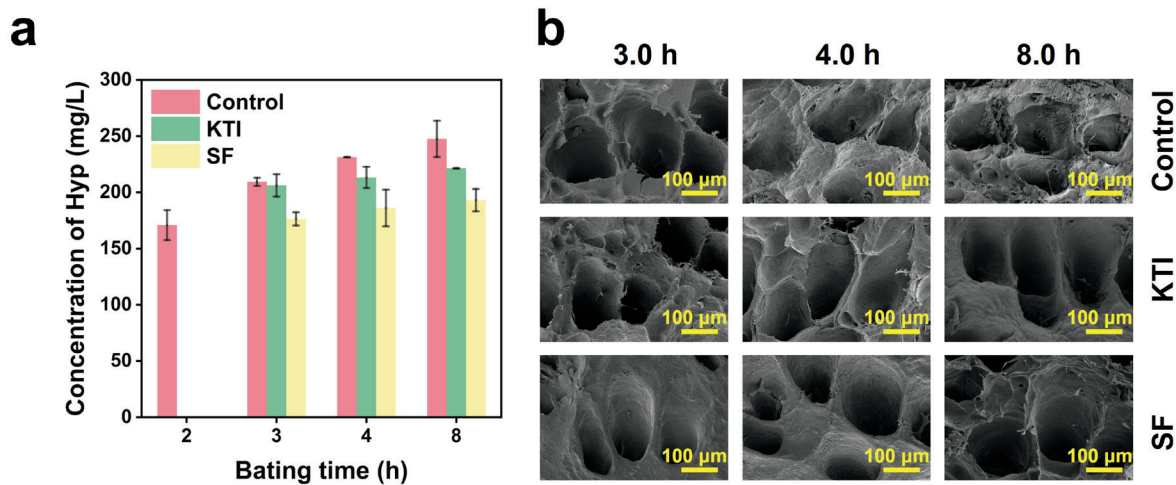 a
Concentration of Hyp (mg/L)
300
250
200
150
100
50
0
Control
KTI
SF
2 3 4 8
Bating time (h)
b
3.0 h 4.0 h 8.0 h
100 μm 100 μm 100 μm
Control
100 μm 100 μm 100 μm
KTI
100 μm 100 μm 100 μm
SF